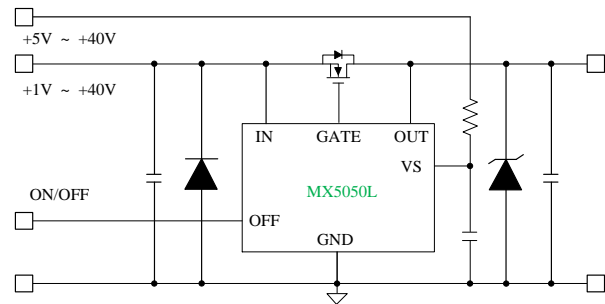 +5V ~ +40V
+1V ~ +40V
IN GATE OUT
VS
MX5050L
ON/OFF
OFF
GND